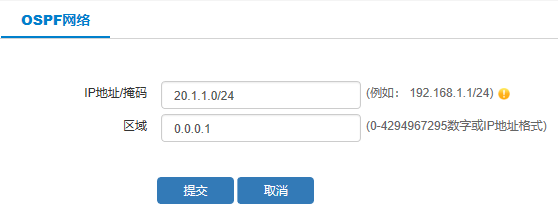 OSPF网络
IP地址/掩码 20.1.1.0/24 (例如： 192.168.1.1/24)
区域 0.0.0.1 (0-4294967295数字或IP地址格式)
提交 取消